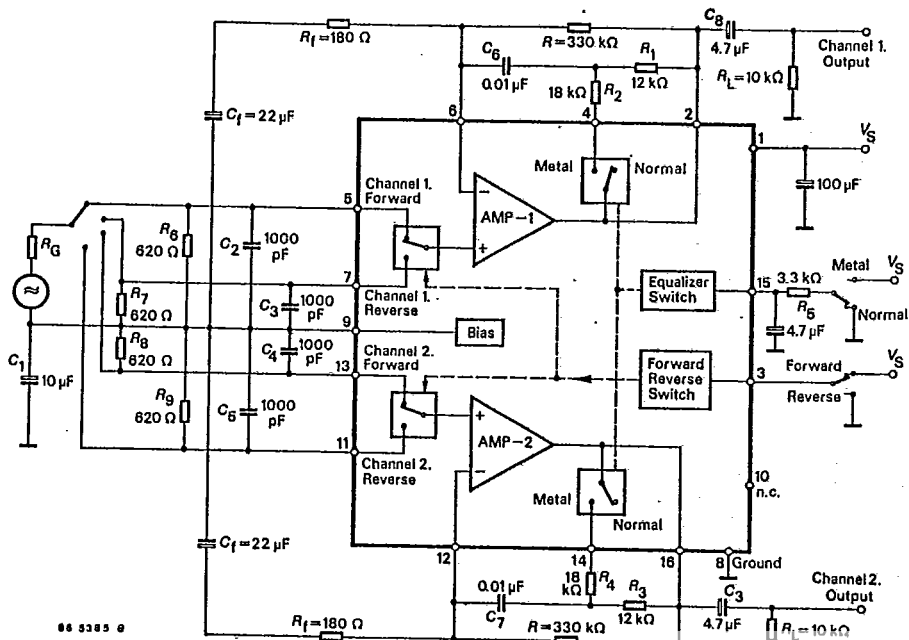 C8
4.7 µF
Channel 1.
Output
RL=10 kΩ
Rf=180 Ω
R=330 kΩ
C6
0.01 µF
R1
12 kΩ
18 kΩ
R2
Cf=22 µF
6
4
2
1
VS
100 µF
Metal
Normal
AMP-1
−
+
5
Channel 1.
Forward
RG
R6
620 Ω
C2
1000
pF
7
Channel 1.
Reverse
R7
620 Ω
C3
1000
pF
9
Bias
Equalizer
Switch
15
3.3 kΩ
R5
4.7 µF
Metal
VS
Normal
C1
10 µF
R8
620 Ω
C4
1000
pF
Channel 2.
Forward
13
Forward
Reverse
Switch
3
Forward
Reverse
VS
R9
620 Ω
C5
1000
pF
11
Channel 2.
Reverse
+
−
AMP-2
Metal
Normal
10
n.c.
Cf=22 µF
12
14
16
8
Ground
0.01 µF
C7
18
kΩ
R4
R3
12 kΩ
C3
4.7 µF
Channel 2.
Output
Rf=180 Ω
R=330 kΩ
RL=10 kΩ
86 5385 B